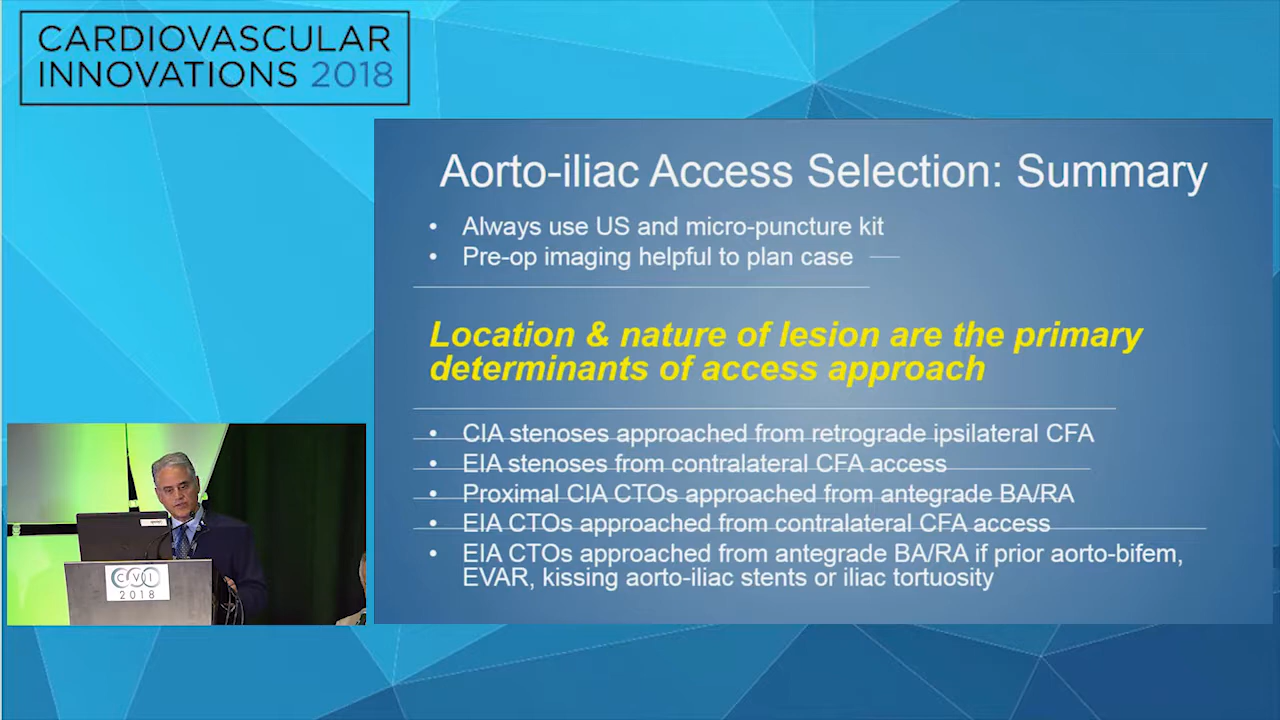 CARDIOVASCULAR
INNOVATIONS 2018
Aorto-iliac Access Selection: Summary
• Always use US and micro-puncture kit
• Pre-op imaging helpful to plan case
Location & nature of lesion are the primary
determinants of access approach
• CIA stenoses approached from retrograde ipsilateral CFA
• EIA stenoses from contralateral CFA access
• Proximal CIA CTOs approached from antegrade BA/RA
• EIA CTOs approached from contralateral CFA access
• EIA CTOs approached from antegrade BA/RA if prior aorto-bifem,
EVAR, kissing aorto-iliac stents or iliac tortuosity
CVI
2018